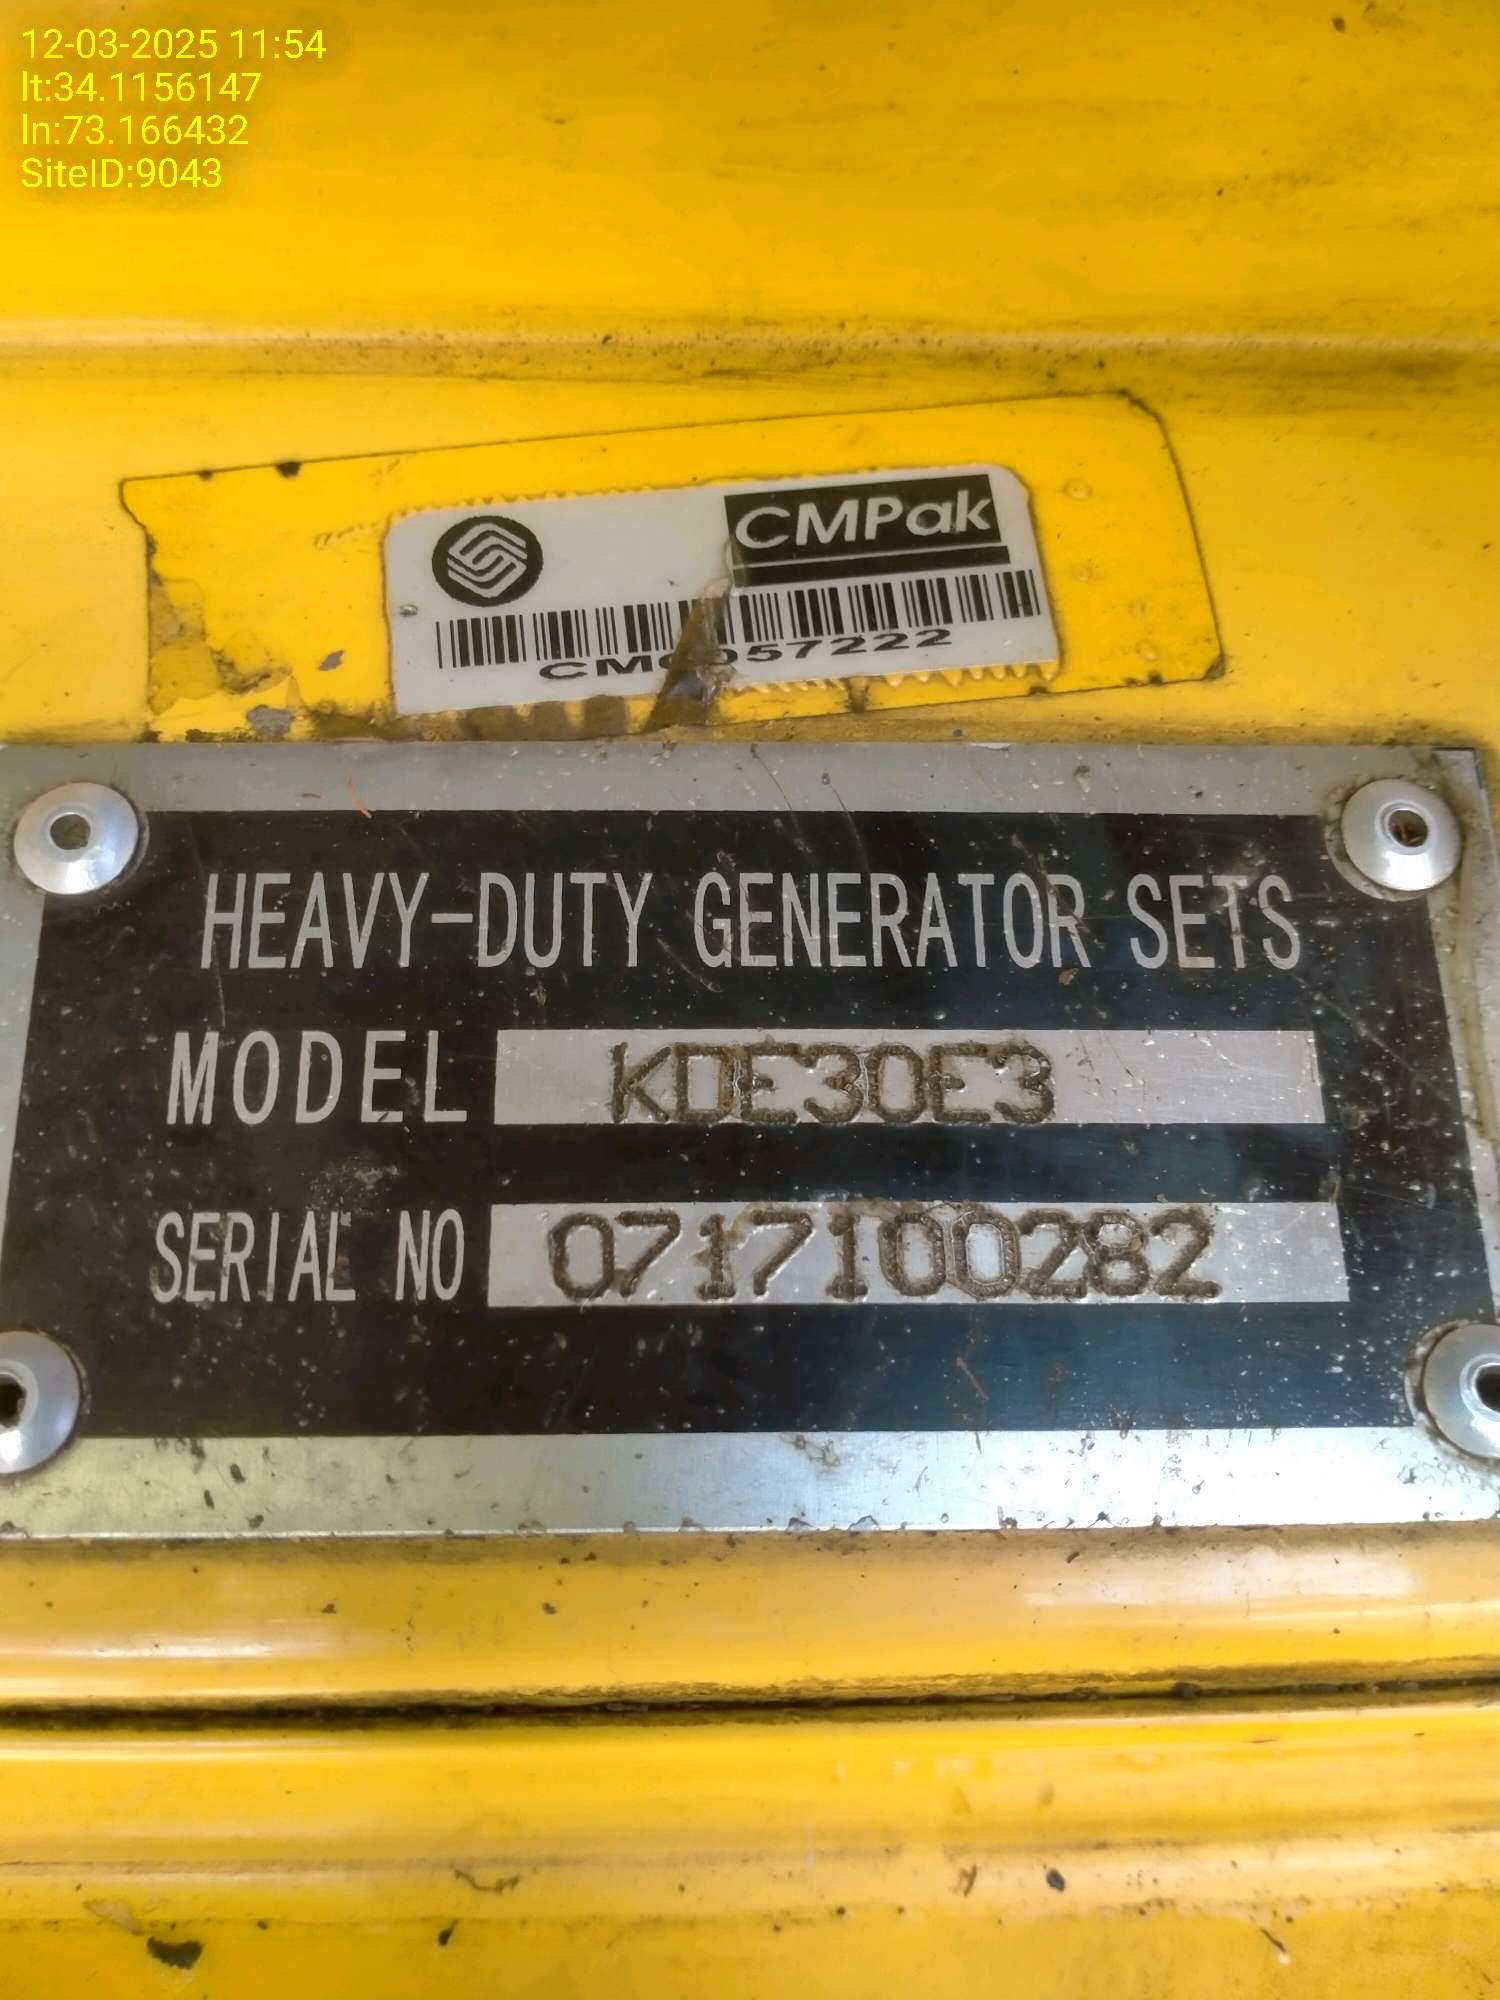 12-03-2025 11:54
lt:34.1156147
ln:73.166432
SiteID:9043
CMPak
HEAVY-DUTY GENERATOR SETS
MODEL KDE30E3
SERIAL NO 0717I00282